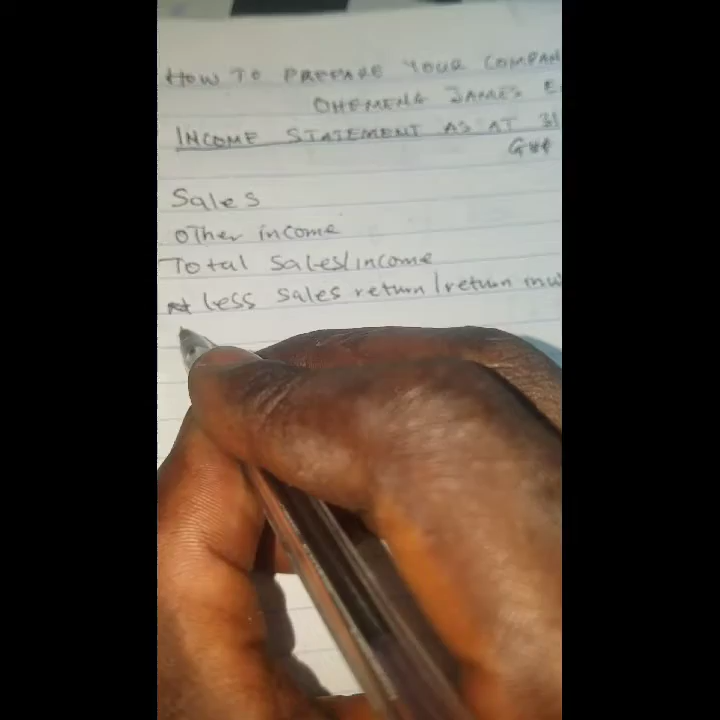 HOW TO PREPARE YOUR COMPAN
OHEMENG JAMES E
INCOME STATEMENT AS AT 31
GH¢
Sales
other income
Total sales/income
less sales return/return inw